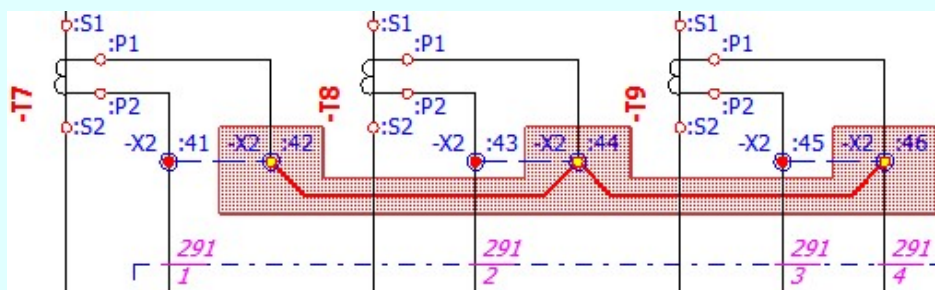 :S1 :S1 :S1
:P1 :P1 :P1
-T7 -T8 -T9
:P2 :P2 :P2
:S2 :S2 :S2
-X2 :41 -X2 :42 -X2 :43 -X2 :44 -X2 :45 -X2 :46
291 291 291 291
1 2 3 4